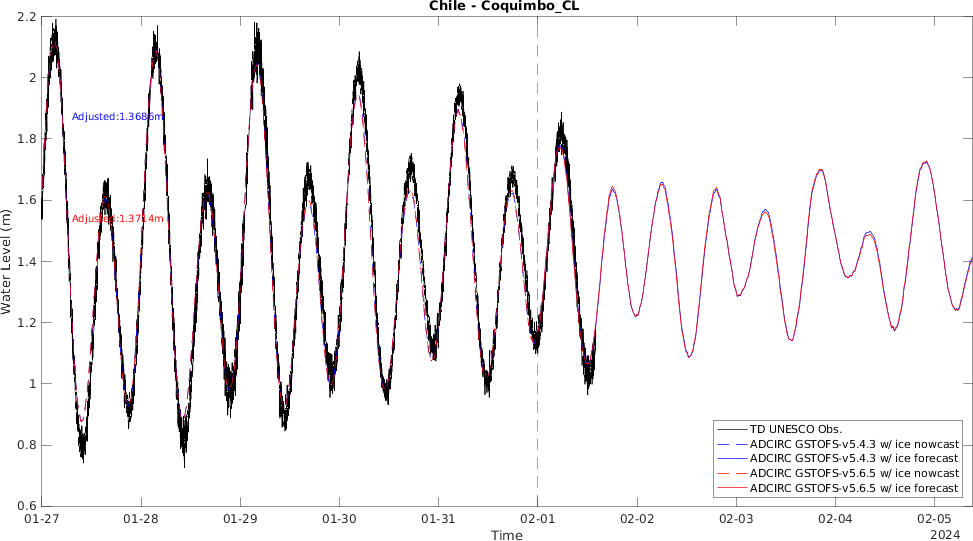 Chile - Coquimbo_CL
2.2
2
1.8
1.6
1.4
1.2
1
0.8
0.6
Water Level (m)
Adjusted:1.3686m
Adjusted:1.3714m
TD UNESCO Obs.
ADCIRC GSTOFS-v5.4.3 w/ ice nowcast
ADCIRC GSTOFS-v5.4.3 w/ ice forecast
ADCIRC GSTOFS-v5.6.5 w/ ice nowcast
ADCIRC GSTOFS-v5.6.5 w/ ice forecast
01-27 01-28 01-29 01-30 01-31 02-01 02-02 02-03 02-04 02-05
2024
Time